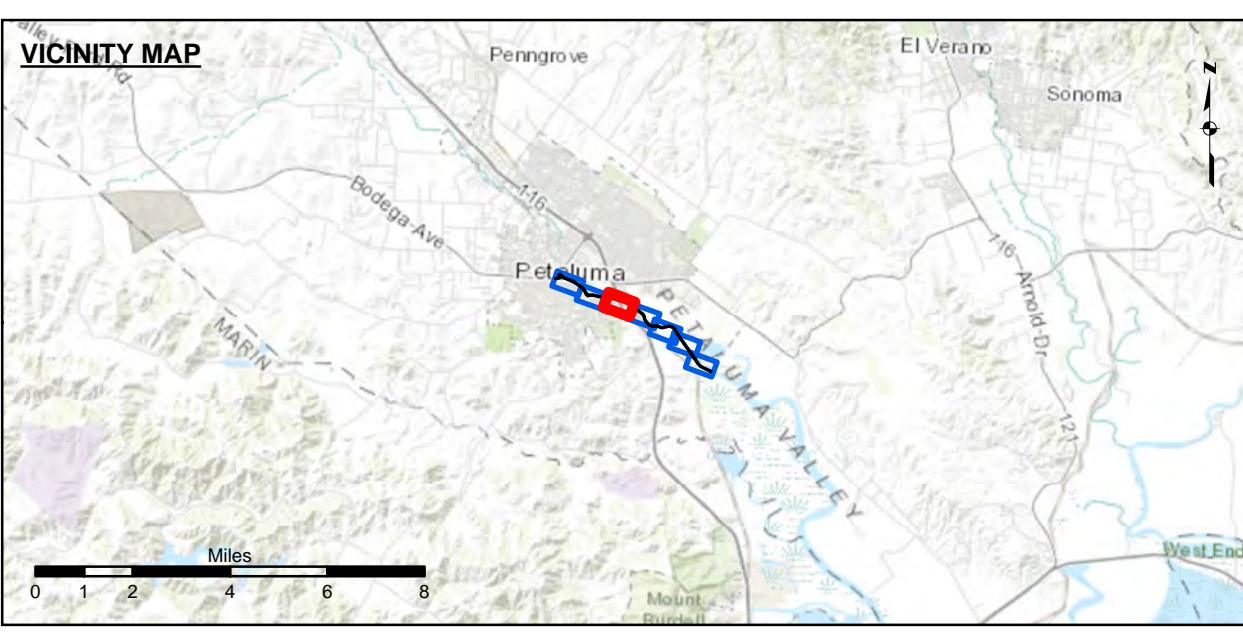 VICINITY MAP
Penngrove
El Verano
N
Sonoma
116
Bodega-Ave
Petaluma
116
Arnold-Dr
MARIN
PETALUMA VALLEY
121
West End
Miles
0 1 2 4 6 8
Mount
Burdell